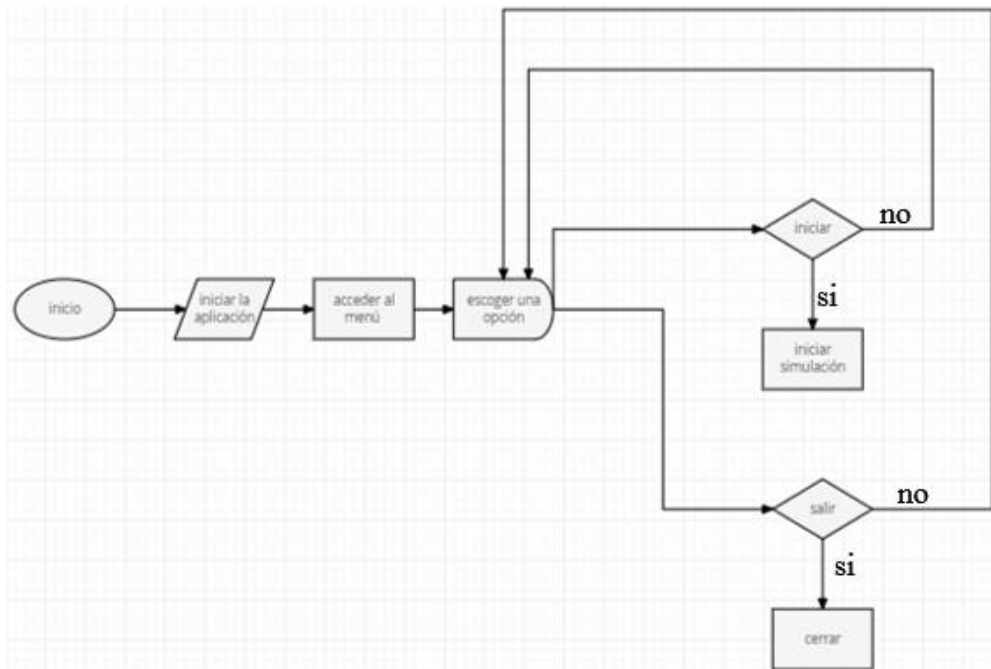 inicio
iniciar la
aplicación
acceder al
menú
escoger una
opción
iniciar
no
si
iniciar
simulación
salir
no
si
cerrar